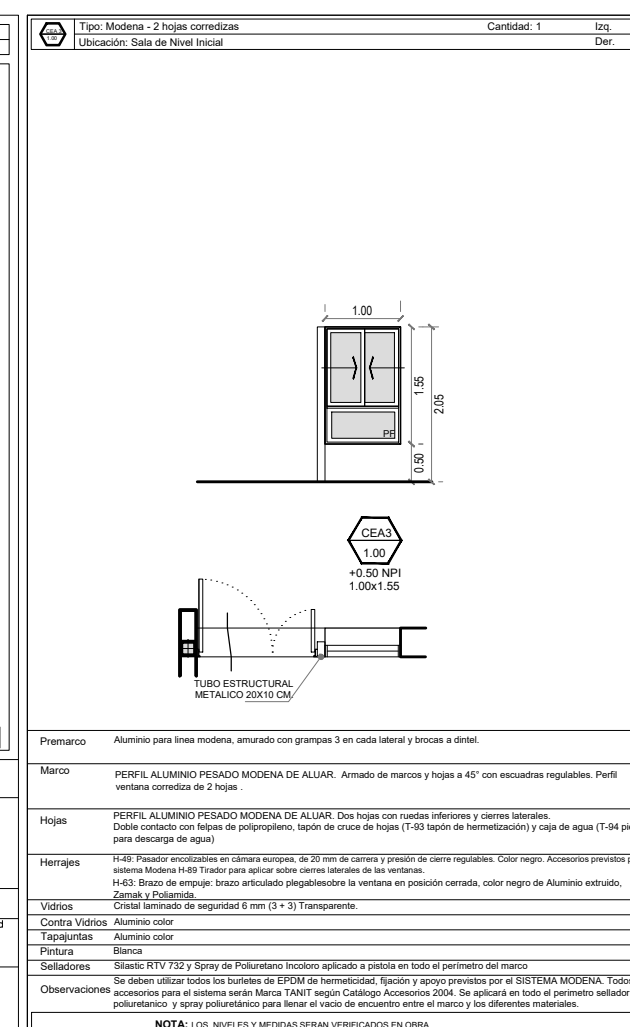 CEA3
1.00
Tipo: Modena - 2 hojas corredizas Cantidad: 1 Izq.
Ubicación: Sala de Nivel Inicial Der.
1.00
1.55
2.05
0.50
PF
CEA3
1.00
+0.50 NPI
1.00x1.55
TUBO ESTRUCTURAL
METALICO 20X10 CM.
Premarco Aluminio para linea modena, amurado con grampas 3 en cada lateral y brocas a dintel.
Marco PERFIL ALUMINIO PESADO MODENA DE ALUAR. Armado de marcos y hojas a 45° con escuadras regulables. Perfil
ventana corrediza de 2 hojas .
Hojas PERFIL ALUMINIO PESADO MODENA DE ALUAR. Dos hojas con ruedas inferiores y cierres laterales.
Doble contacto con felpas de polipropileno, tapón de cruce de hojas (T-93 tapón de hermetización) y caja de agua (T-94
para descarga de agua)
Herrajes H-49: Pasador encolizables en cámara europea, de 20 mm de carrera y presión de cierre regulables. Color negro. Accesorios previstos
sistema Modena H-89 Tirador para aplicar sobre cierres laterales de las ventanas.
H-63: Brazo de empuje: brazo articulado plegablesobre la ventana en posición cerrada, color negro de Aluminio extruido,
Zamak y Poliamida.
Vidrios Cristal laminado de seguridad 6 mm (3 + 3) Transparente.
Contra Vidrios Aluminio color
Tapajuntas Aluminio color
Pintura Blanca
Selladores Silastic RTV 732 y Spray de Poliuretano Incoloro aplicado a pistola en todo el perímetro del marco
Observaciones Se deben utilizar todos los burletes de EPDM de hermeticidad, fijación y apoyo previstos por el SISTEMA MODENA. Todos
accesorios para el sistema serán Marca TANIT según Catálogo Accesorios 2004. Se aplicará en todo el perimetro sellador
poliuretanico y spray poliuretánico para llenar el vacio de encuentro entre el marco y los diferentes materiales.
NOTA: LOS NIVELES Y MEDIDAS SERAN VERIFICADOS EN OBRA